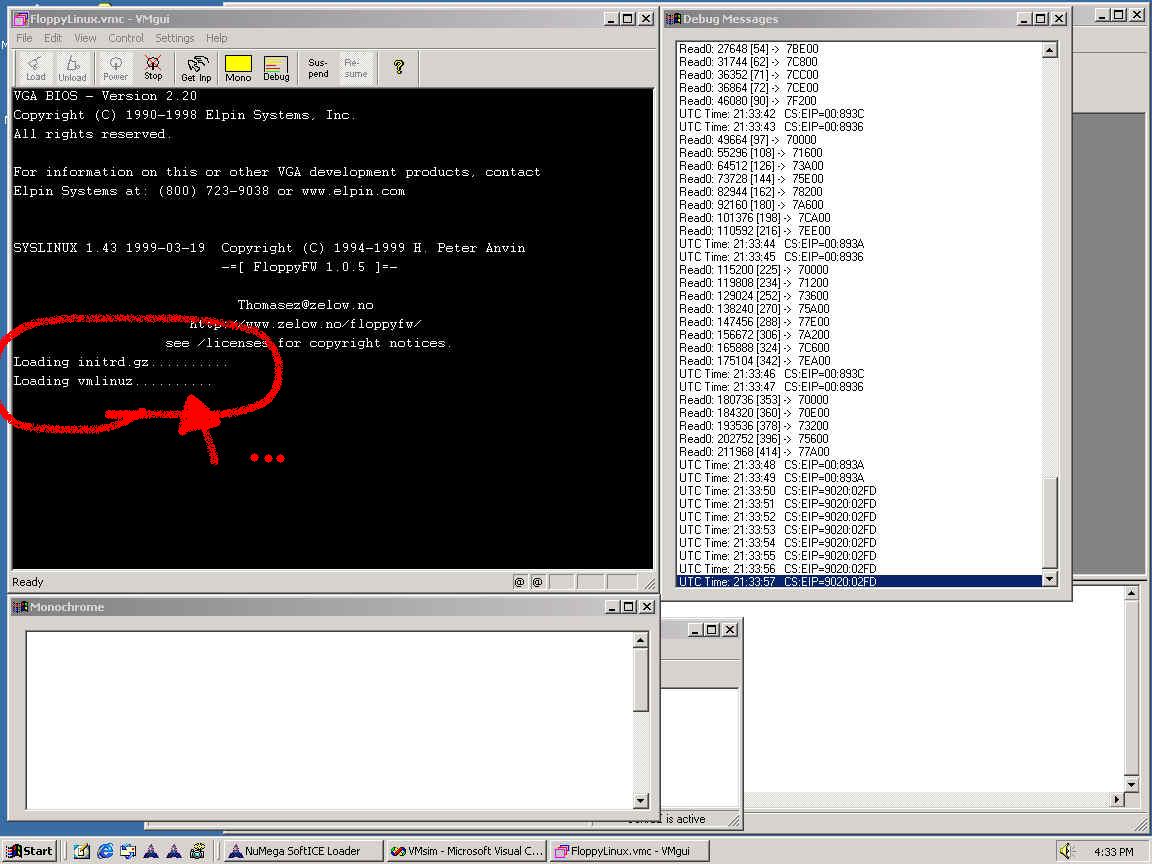 FloppyLinux.vmc - VMgui
File Edit View Control Settings Help
Load Unload Power Stop Get Inp Mono Debug Sus-pend Re-sume
VGA BIOS - Version 2.20
Copyright (C) 1990-1998 Elpin Systems, Inc.
All rights reserved.
For information on this or other VGA development products, contact
Elpin Systems at: (800) 723-9038 or www.elpin.com
SYSLINUX 1.43 1999-03-19 Copyright (C) 1994-1999 H. Peter Anvin
-=[ FloppyFW 1.0.5 ]=-
Thomasez@zelow.no
http://www.zelow.no/floppyfw/
see /licenses for copyright notices.
Loading initrd.gz..........
Loading vmlinuz..........
...
Ready @ @
Debug Messages
Read0: 27648 [54] -> 7BE00
Read0: 31744 [62] -> 7C800
Read0: 36352 [71] -> 7CC00
Read0: 36864 [72] -> 7CE00
Read0: 46080 [90] -> 7F200
UTC Time: 21:33:42 CS:EIP=00:893C
UTC Time: 21:33:43 CS:EIP=00:8936
Read0: 49664 [97] -> 70000
Read0: 55296 [108] -> 71600
Read0: 64512 [126] -> 73A00
Read0: 73728 [144] -> 75E00
Read0: 82944 [162] -> 78200
Read0: 92160 [180] -> 7A600
Read0: 101376 [198] -> 7CA00
Read0: 110592 [216] -> 7EE00
UTC Time: 21:33:44 CS:EIP=00:893A
UTC Time: 21:33:45 CS:EIP=00:8936
Read0: 115200 [225] -> 70000
Read0: 119808 [234] -> 71200
Read0: 129024 [252] -> 73600
Read0: 138240 [270] -> 75A00
Read0: 147456 [288] -> 77E00
Read0: 156672 [306] -> 7A200
Read0: 165888 [324] -> 7C600
Read0: 175104 [342] -> 7EA00
UTC Time: 21:33:46 CS:EIP=00:893C
UTC Time: 21:33:47 CS:EIP=00:8936
Read0: 180736 [353] -> 70000
Read0: 184320 [360] -> 70E00
Read0: 193536 [378] -> 73200
Read0: 202752 [396] -> 75600
Read0: 211968 [414] -> 77A00
UTC Time: 21:33:48 CS:EIP=00:893A
UTC Time: 21:33:49 CS:EIP=00:893A
UTC Time: 21:33:50 CS:EIP=9020:02FD
UTC Time: 21:33:51 CS:EIP=9020:02FD
UTC Time: 21:33:52 CS:EIP=9020:02FD
UTC Time: 21:33:53 CS:EIP=9020:02FD
UTC Time: 21:33:54 CS:EIP=9020:02FD
UTC Time: 21:33:55 CS:EIP=9020:02FD
UTC Time: 21:33:56 CS:EIP=9020:02FD
UTC Time: 21:33:57 CS:EIP=9020:02FD
Monochrome
is active
Start NuMega SoftICE Loader VMsim - Microsoft Visual C... FloppyLinux.vmc - VMgui 4:33 PM